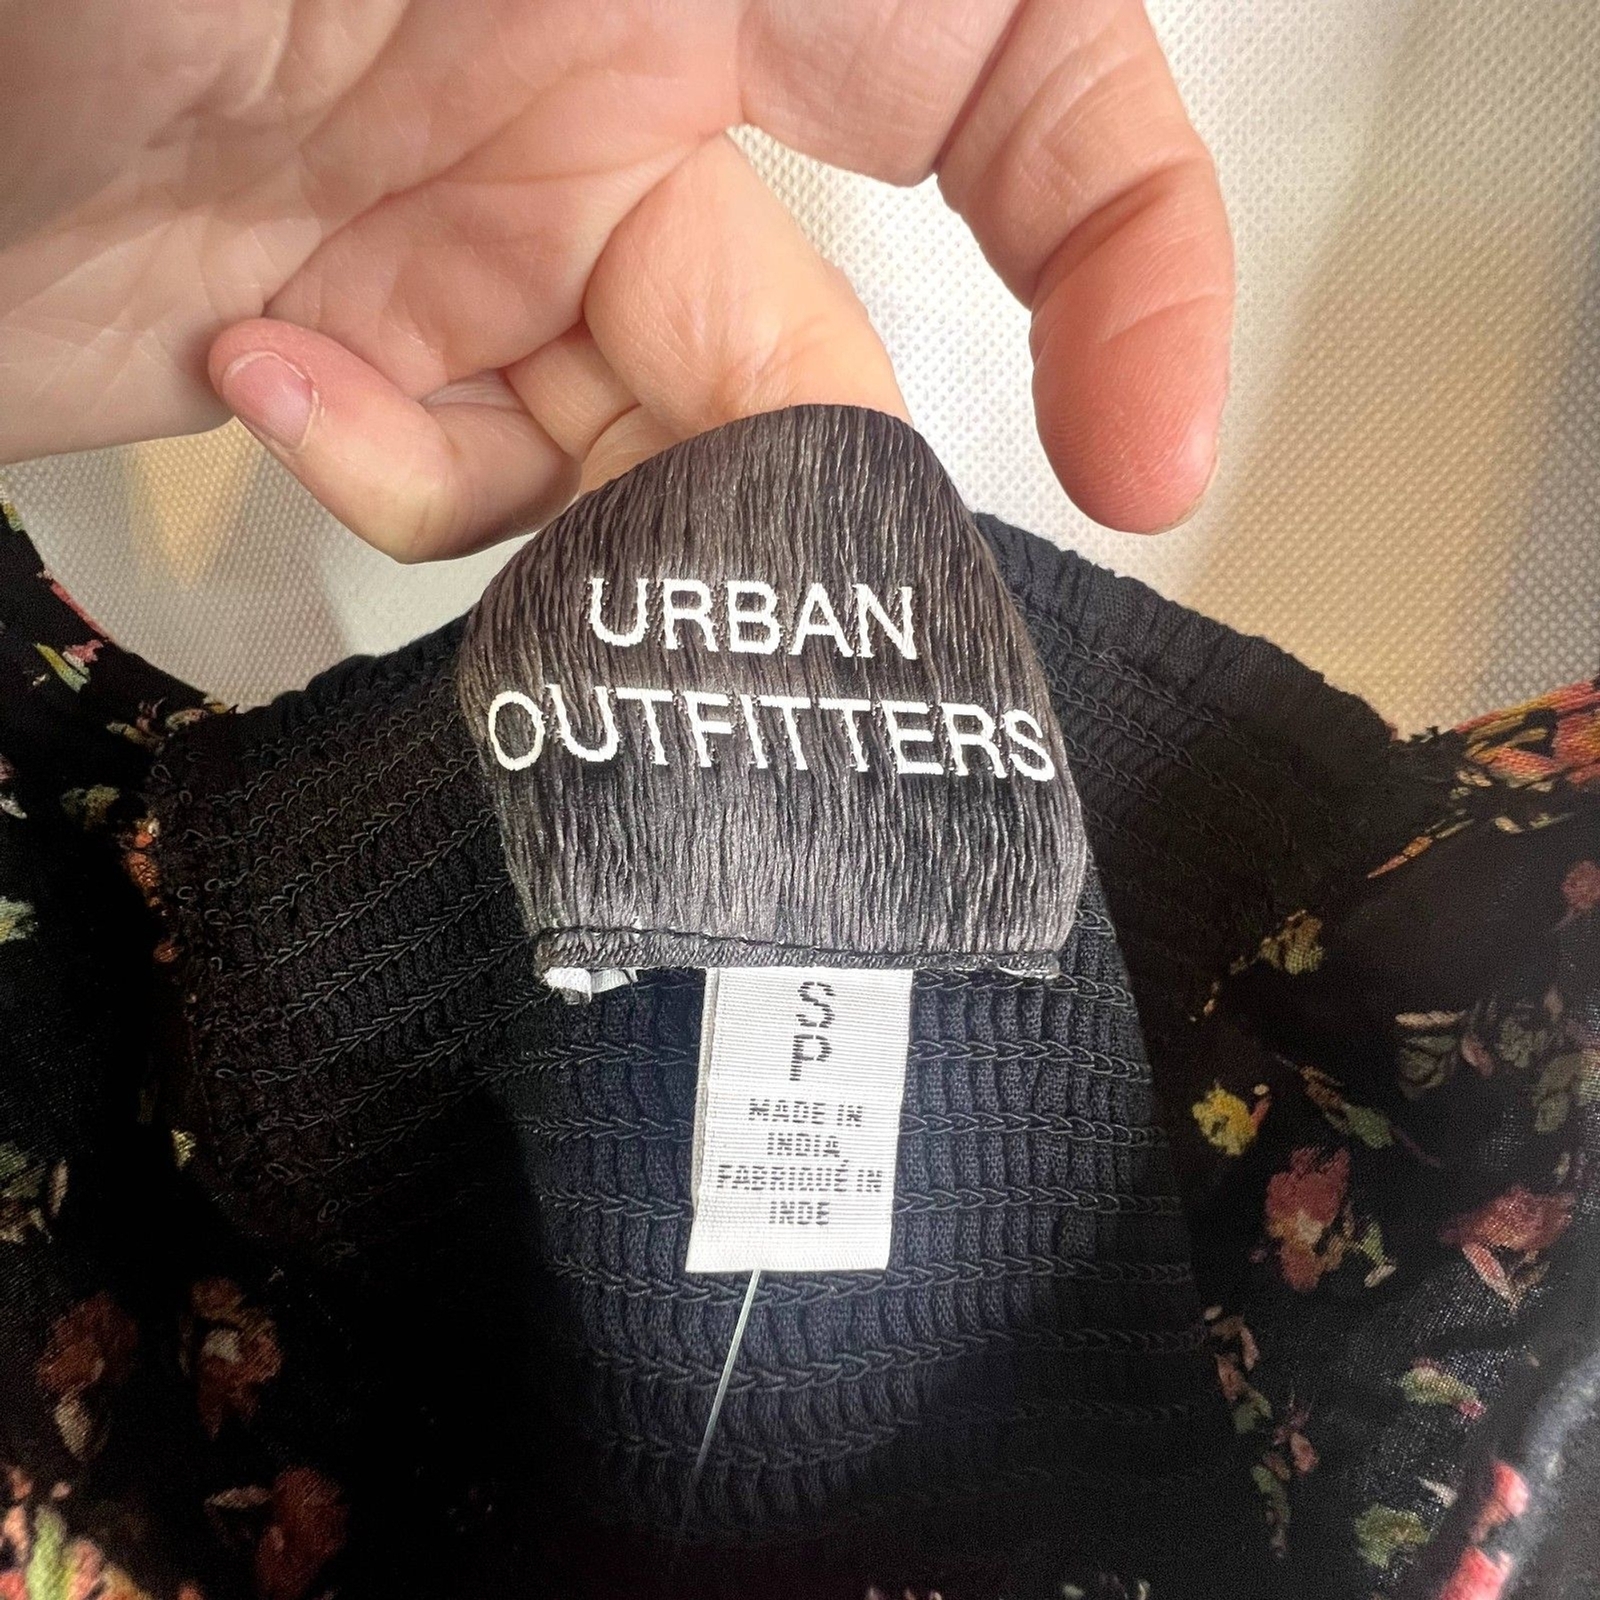 URBAN
OUTFITTERS
S
P
MADE IN
INDIA,
FABRIQUÉ IN
INDE